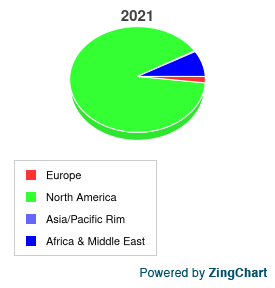 2021
Europe
North America
Asia/Pacific Rim
Africa & Middle East
Powered by ZingChart